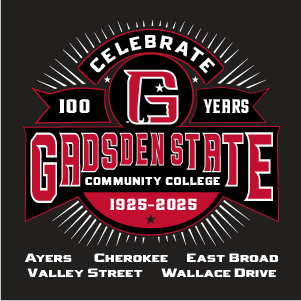 CELEBRATE
G
100 YEARS
GADSDEN STATE
COMMUNITY COLLEGE
1925-2025
AYERS CHEROKEE EAST BROAD
VALLEY STREET WALLACE DRIVE